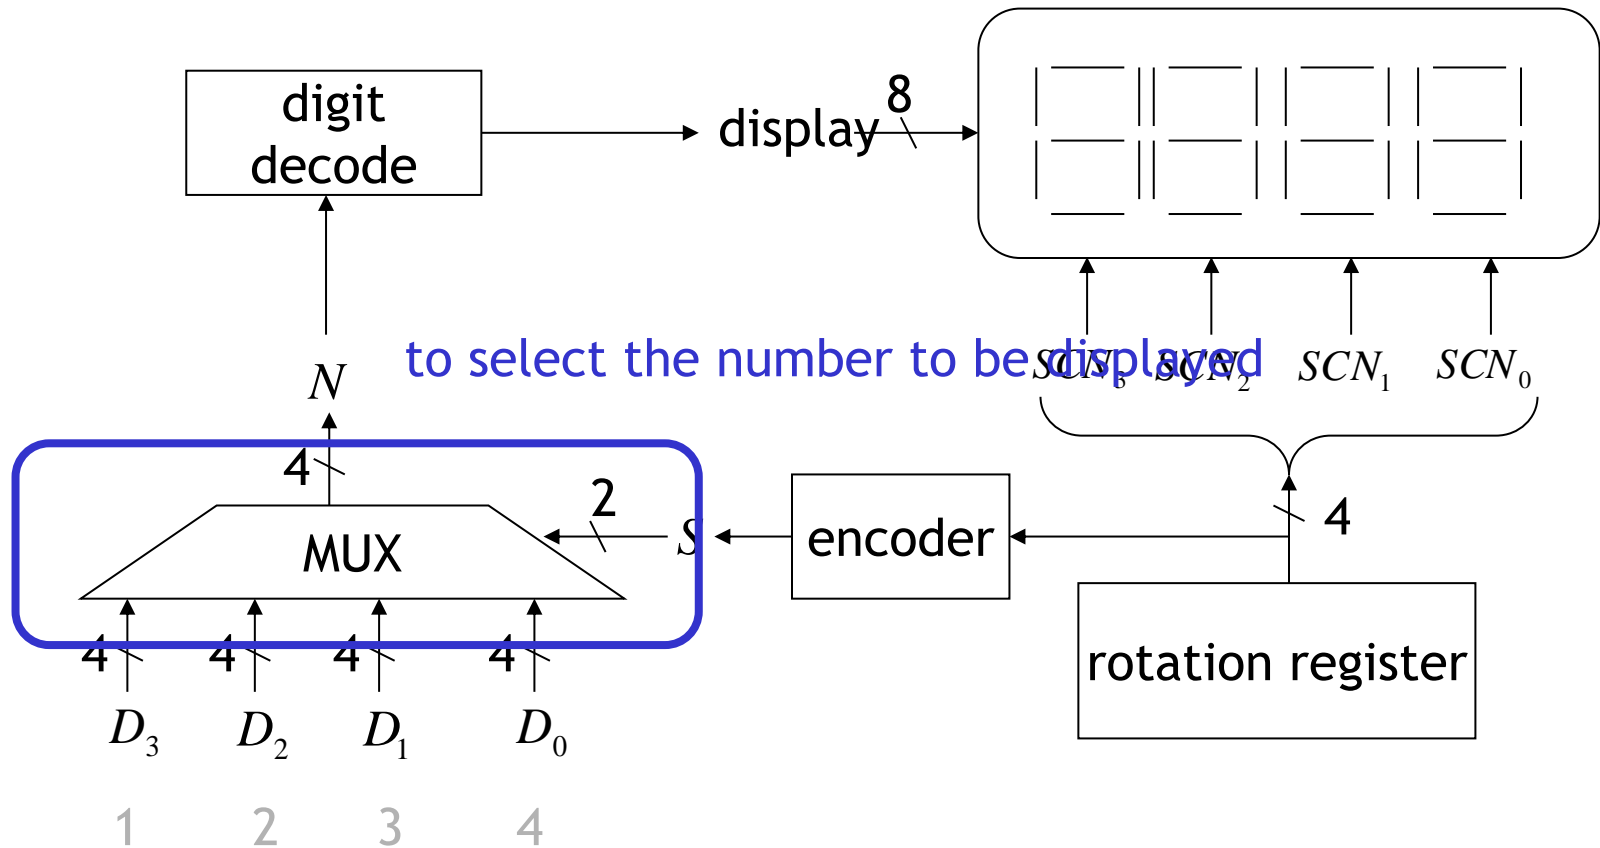 digit
decode
display
8
to select the number to be displayed
N
SCN3
SCN2
SCN1
SCN0
4
2
S
MUX
encoder
4
rotation register
4
4
4
4
D3
D2
D1
D0
1
2
3
4